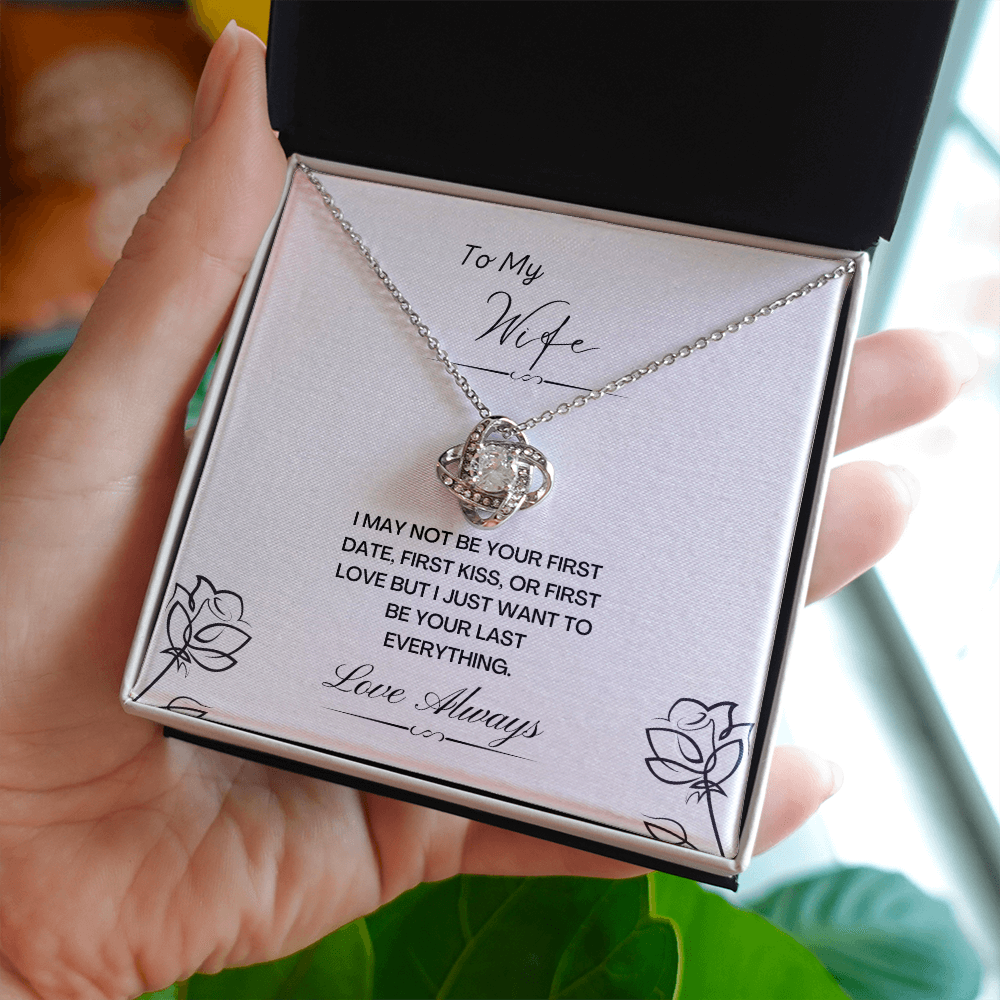 To My
Wife
I MAY NOT BE YOUR FIRST
DATE, FIRST KISS, OR FIRST
LOVE BUT I JUST WANT TO
BE YOUR LAST
EVERYTHING.
Love Always